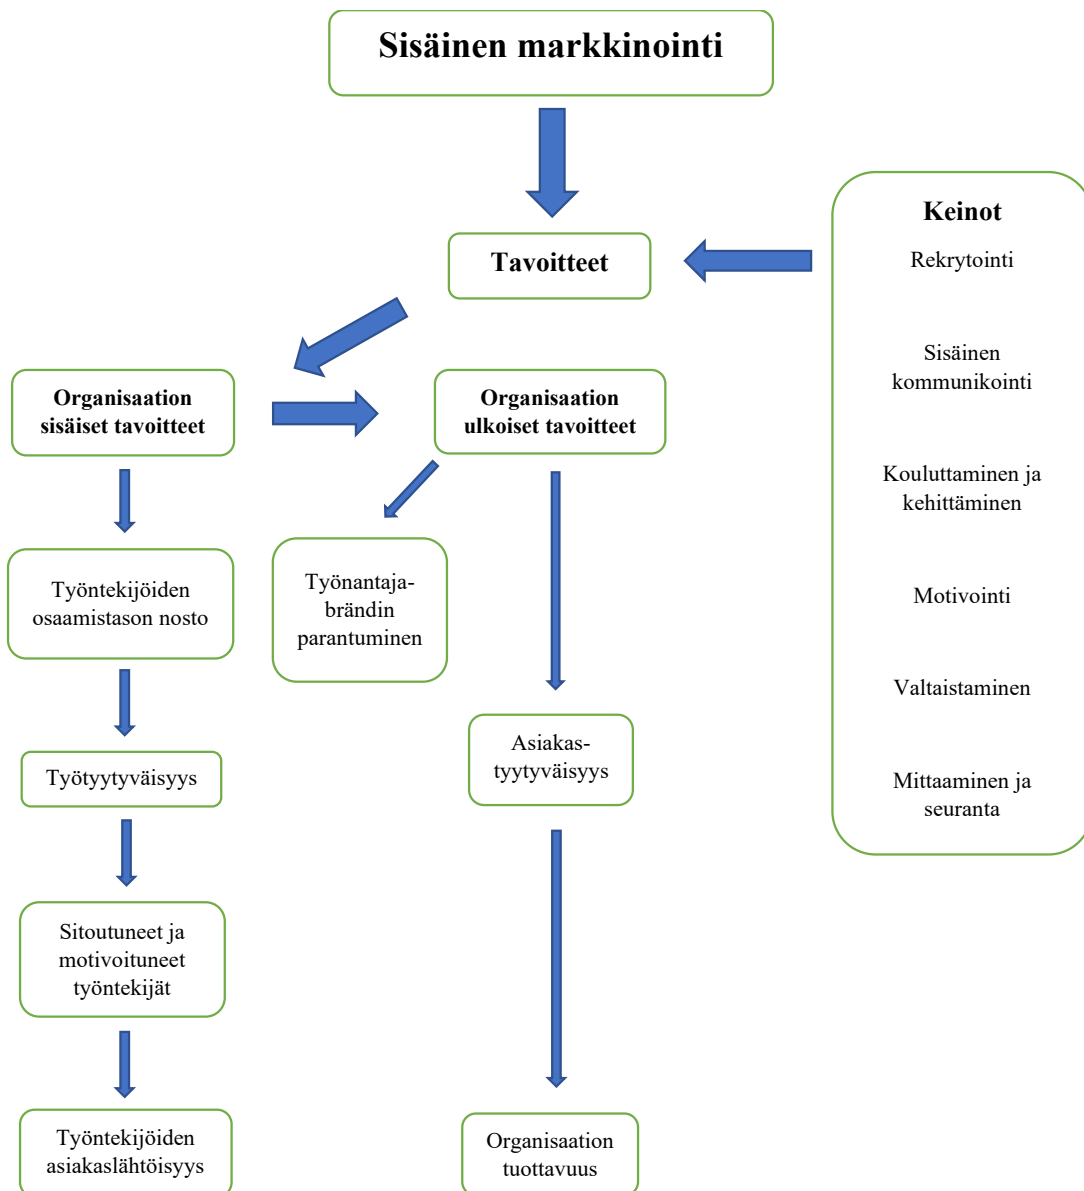 Sisäinen markkinointi
Tavoitteet
Keinot
Rekrytointi
Sisäinen
kommunikointi
Kouluttaminen ja
kehittäminen
Motivointi
Valtaistaminen
Mittaaminen ja
seuranta
Organisaation
sisäiset tavoitteet
Organisaation
ulkoiset tavoitteet
Työntekijöiden
osaamistason nosto
Työnantaja-
brändin
parantuminen
Työtyytyväisyys
Asiakas-
tyytyväisyys
Sitoutuneet ja
motivoituneet
työntekijät
Työntekijöiden
asiakaslähtöisyys
Organisaation
tuottavuus